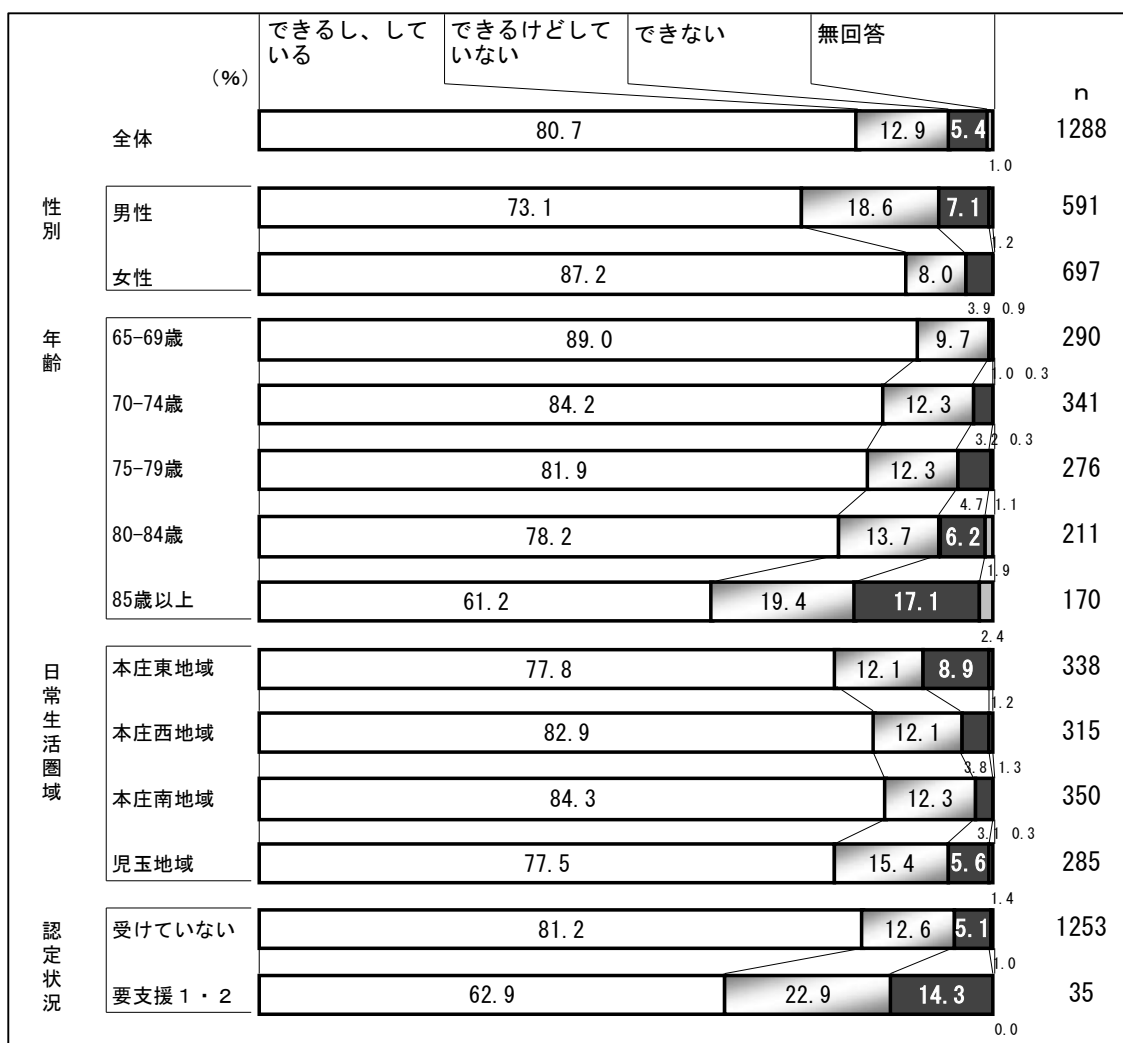 できるし、して
いる
できるけどして
いない
できない
無回答
(%)
n
全体 80.7 12.9 5.4 1288
1.0
性別
男性 73.1 18.6 7.1 591
1.2
女性 87.2 8.0 697
3.9 0.9
年齢
65-69歳 89.0 9.7 290
1.0 0.3
70-74歳 84.2 12.3 341
3.2 0.3
75-79歳 81.9 12.3 276
4.7 1.1
80-84歳 78.2 13.7 6.2 211
1.9
85歳以上 61.2 19.4 17.1 170
2.4
日常生活圏域
本庄東地域 77.8 12.1 8.9 338
1.2
本庄西地域 82.9 12.1 315
3.8 1.3
本庄南地域 84.3 12.3 350
3.1 0.3
児玉地域 77.5 15.4 5.6 285
1.4
認定状況
受けていない 81.2 12.6 5.1 1253
1.0
要支援1・2 62.9 22.9 14.3 35
0.0